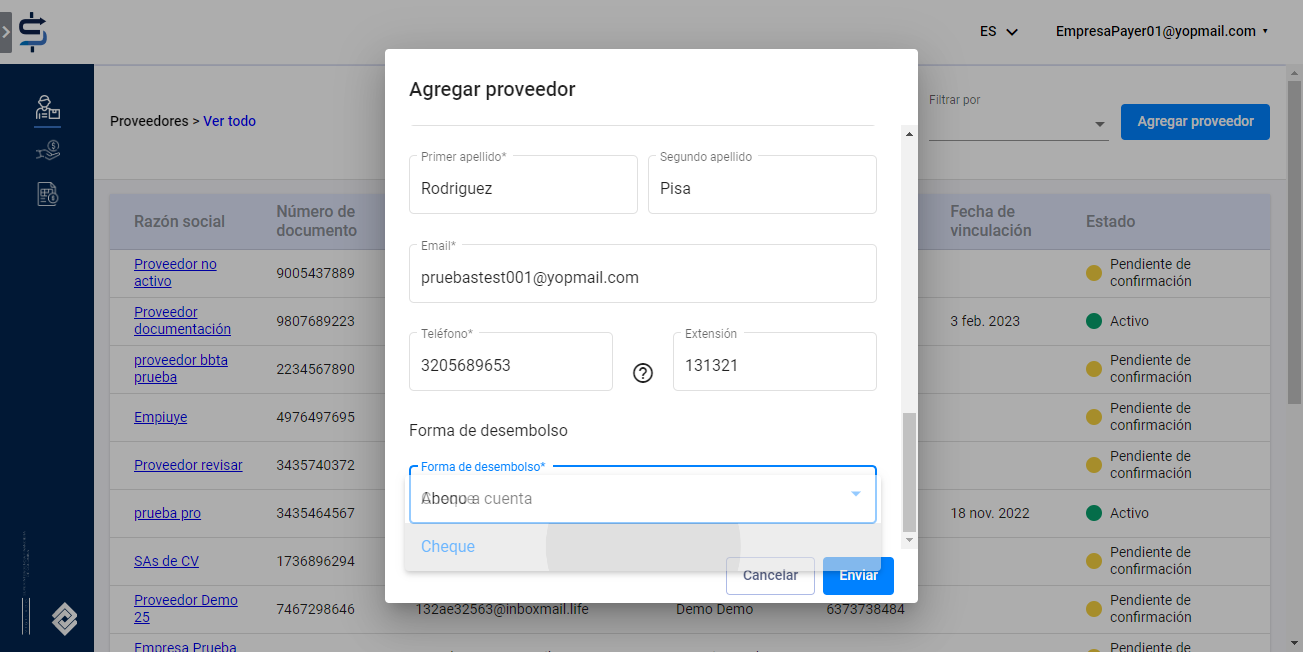 ES
EmpresaPayer01@yopmail.com
Proveedores > Ver todo
Filtrar por
Agregar proveedor
Agregar proveedor
Primer apellido*
Segundo apellido
Rodriguez
Pisa
Email*
pruebastest001@yopmail.com
Teléfono*
Extensión
3205689653
131321
Forma de desembolso
Forma de desembolso*
Abono a cuenta
Cheque
Cancelar
Enviar
Razón social
Número de documento
Fecha de vinculación
Estado
Proveedor no activo
9005437889
Pendiente de confirmación
Proveedor documentación
9807689223
3 feb. 2023
Activo
proveedor bbta prueba
2234567890
Pendiente de confirmación
Empiuye
4976497695
Pendiente de confirmación
Proveedor revisar
3435740372
Pendiente de confirmación
prueba pro
3435464567
18 nov. 2022
Activo
SAs de CV
1736896294
Pendiente de confirmación
Proveedor Demo 25
7467298646
132ae32563@inboxmail.life
Demo Demo
6373738484
Pendiente de confirmación
Empresa Prueba
Pendiente de